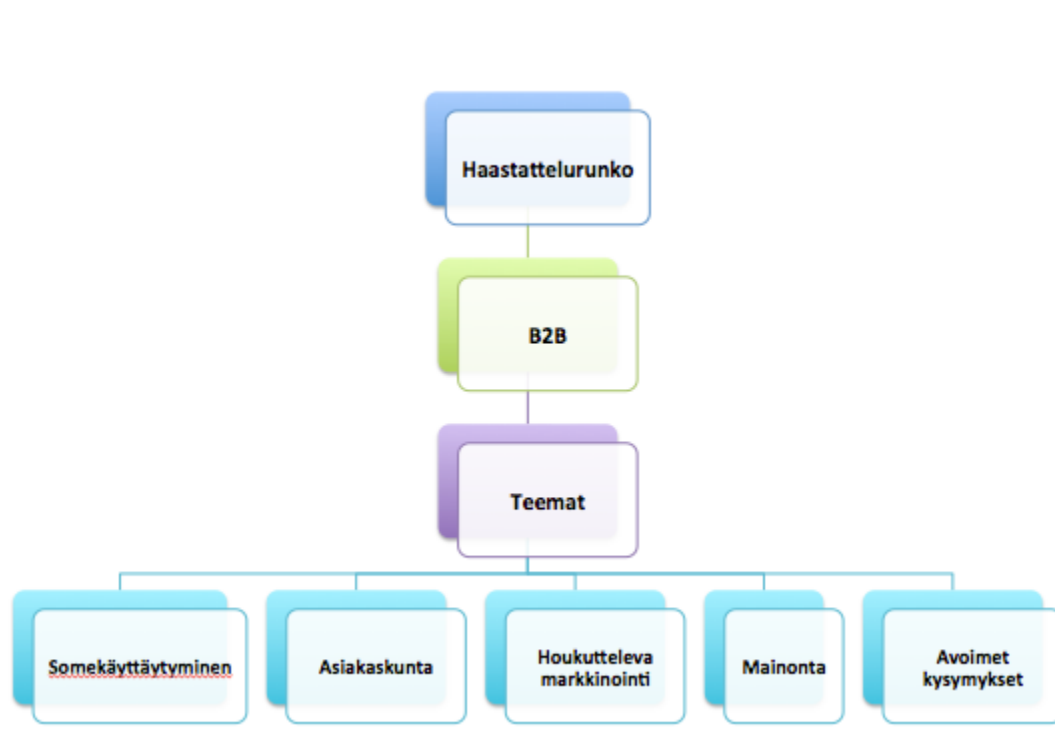 Haastattelurunko
B2B
Teemat
Somekäyttäytyminen
Asiakaskunta
Houkutteleva
markkinointi
Mainonta
Avoimet
kysymykset